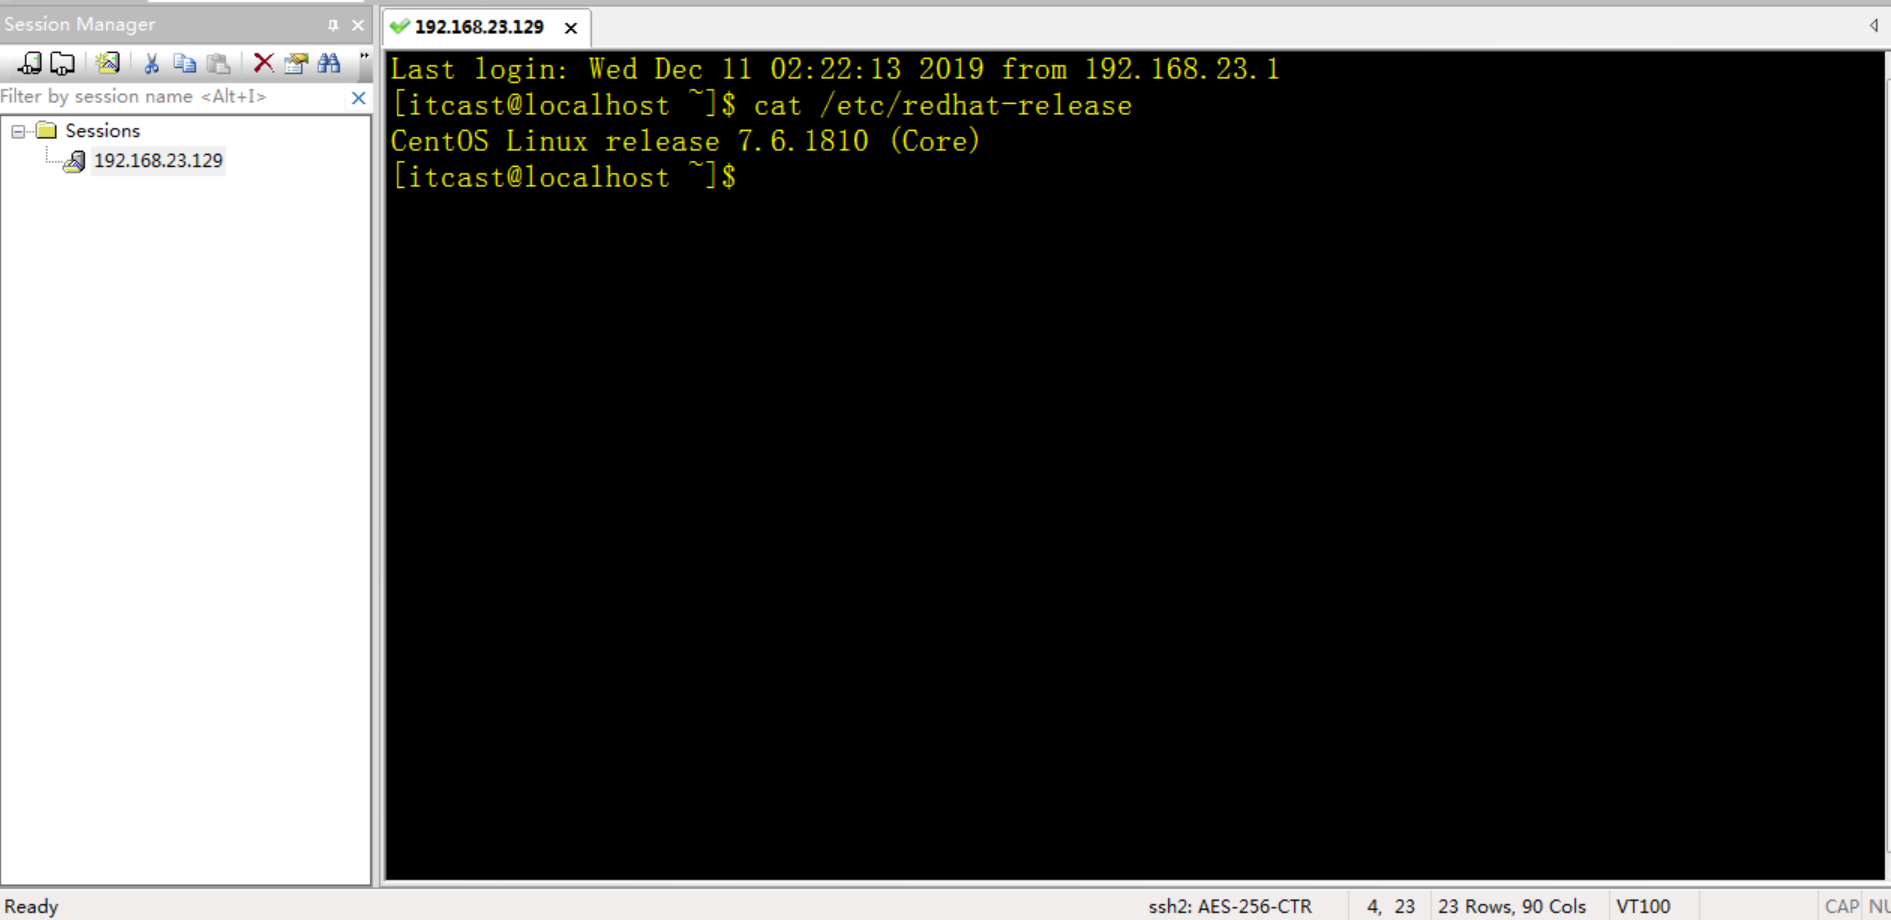 Session Manager
Filter by session name <Alt+I>
Sessions
192.168.23.129
192.168.23.129
Last login: Wed Dec 11 02:22:13 2019 from 192.168.23.1
[itcast@localhost ~]$ cat /etc/redhat-release
CentOS Linux release 7.6.1810 (Core)
[itcast@localhost ~]$
Ready
ssh2: AES-256-CTR
4, 23
23 Rows, 90 Cols
VT100
CAP
NU